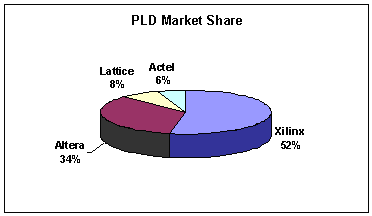 PLD Market Share
Actel
6%
Lattice
8%
Xilinx
52%
Altera
34%